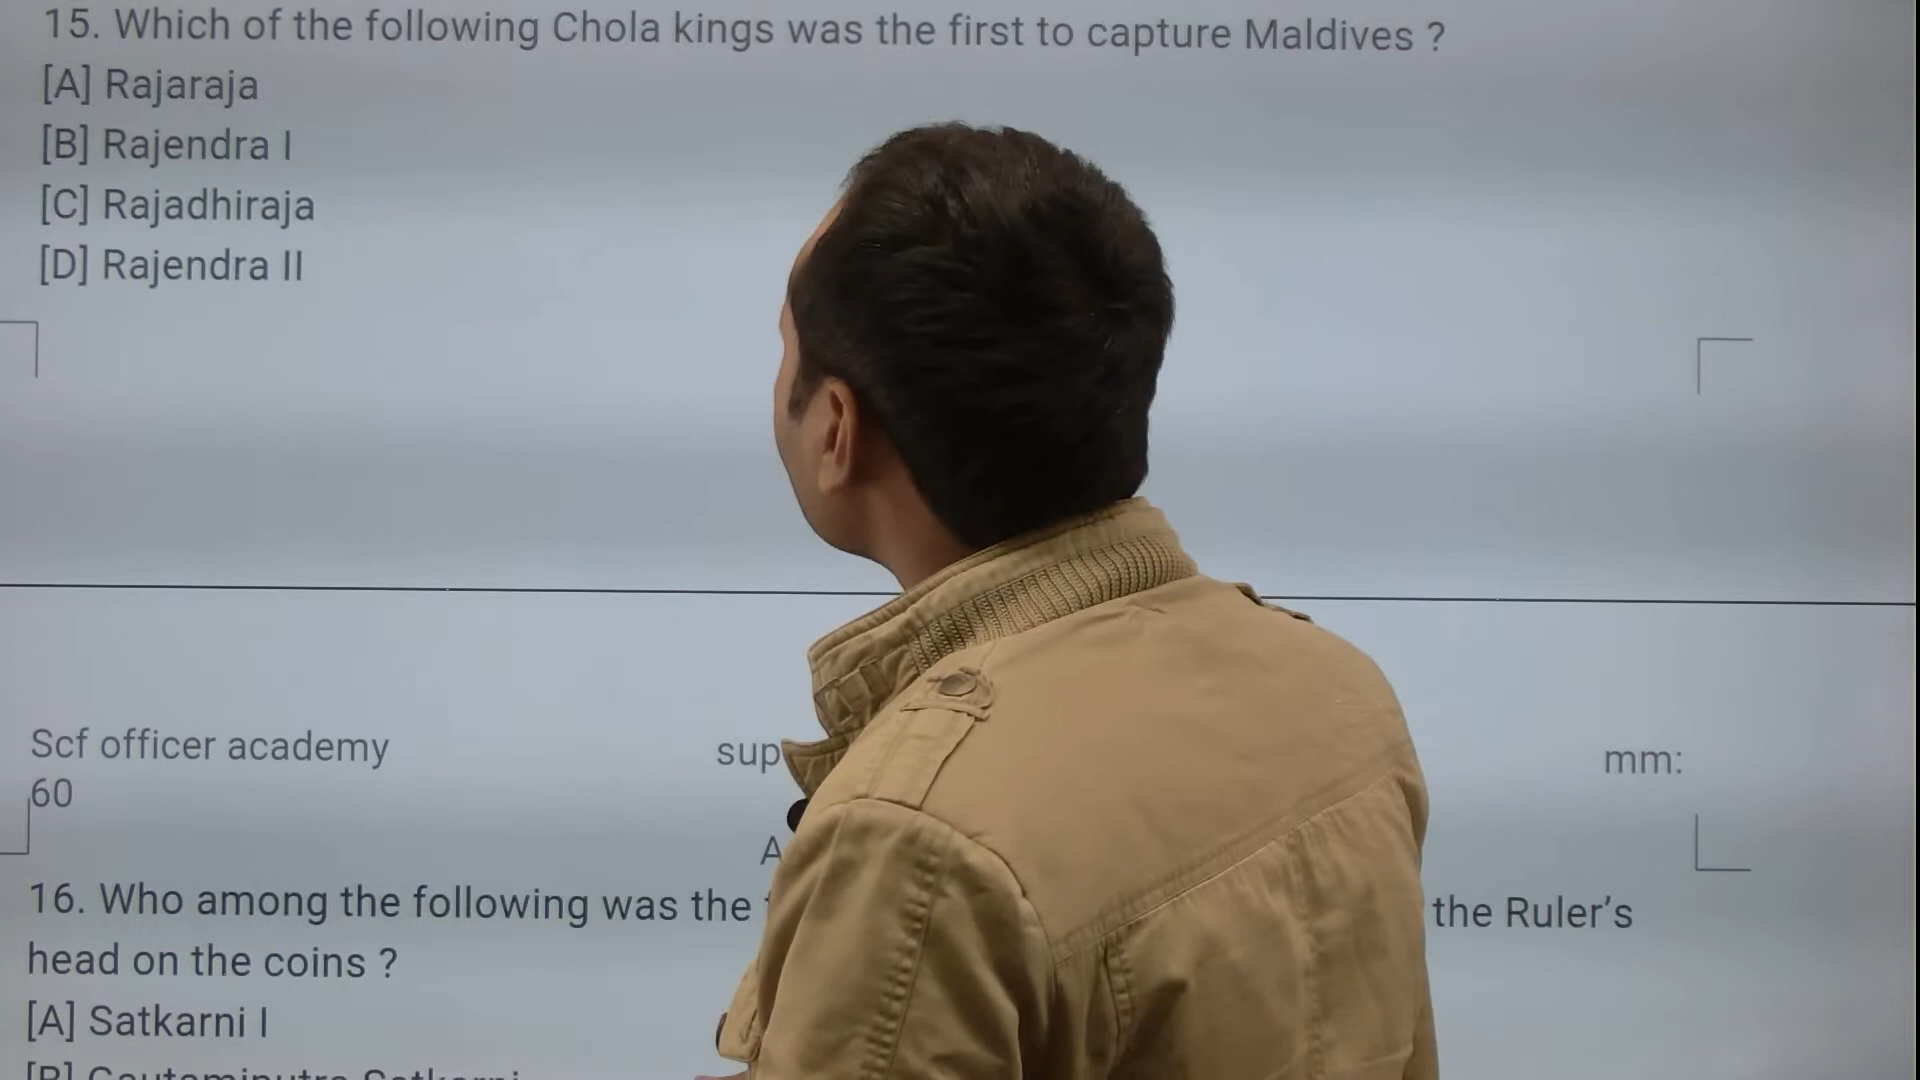 15. Which of the following Chola kings was the first to capture Maldives ?
[A] Rajaraja
[B] Rajendra I
[C] Rajadhiraja
[D] Rajendra II
Scf officer academy sup mm:
60
A
16. Who among the following was the the Ruler's
head on the coins ?
[A] Satkarni I
[B] Gautamiputra Satkarni